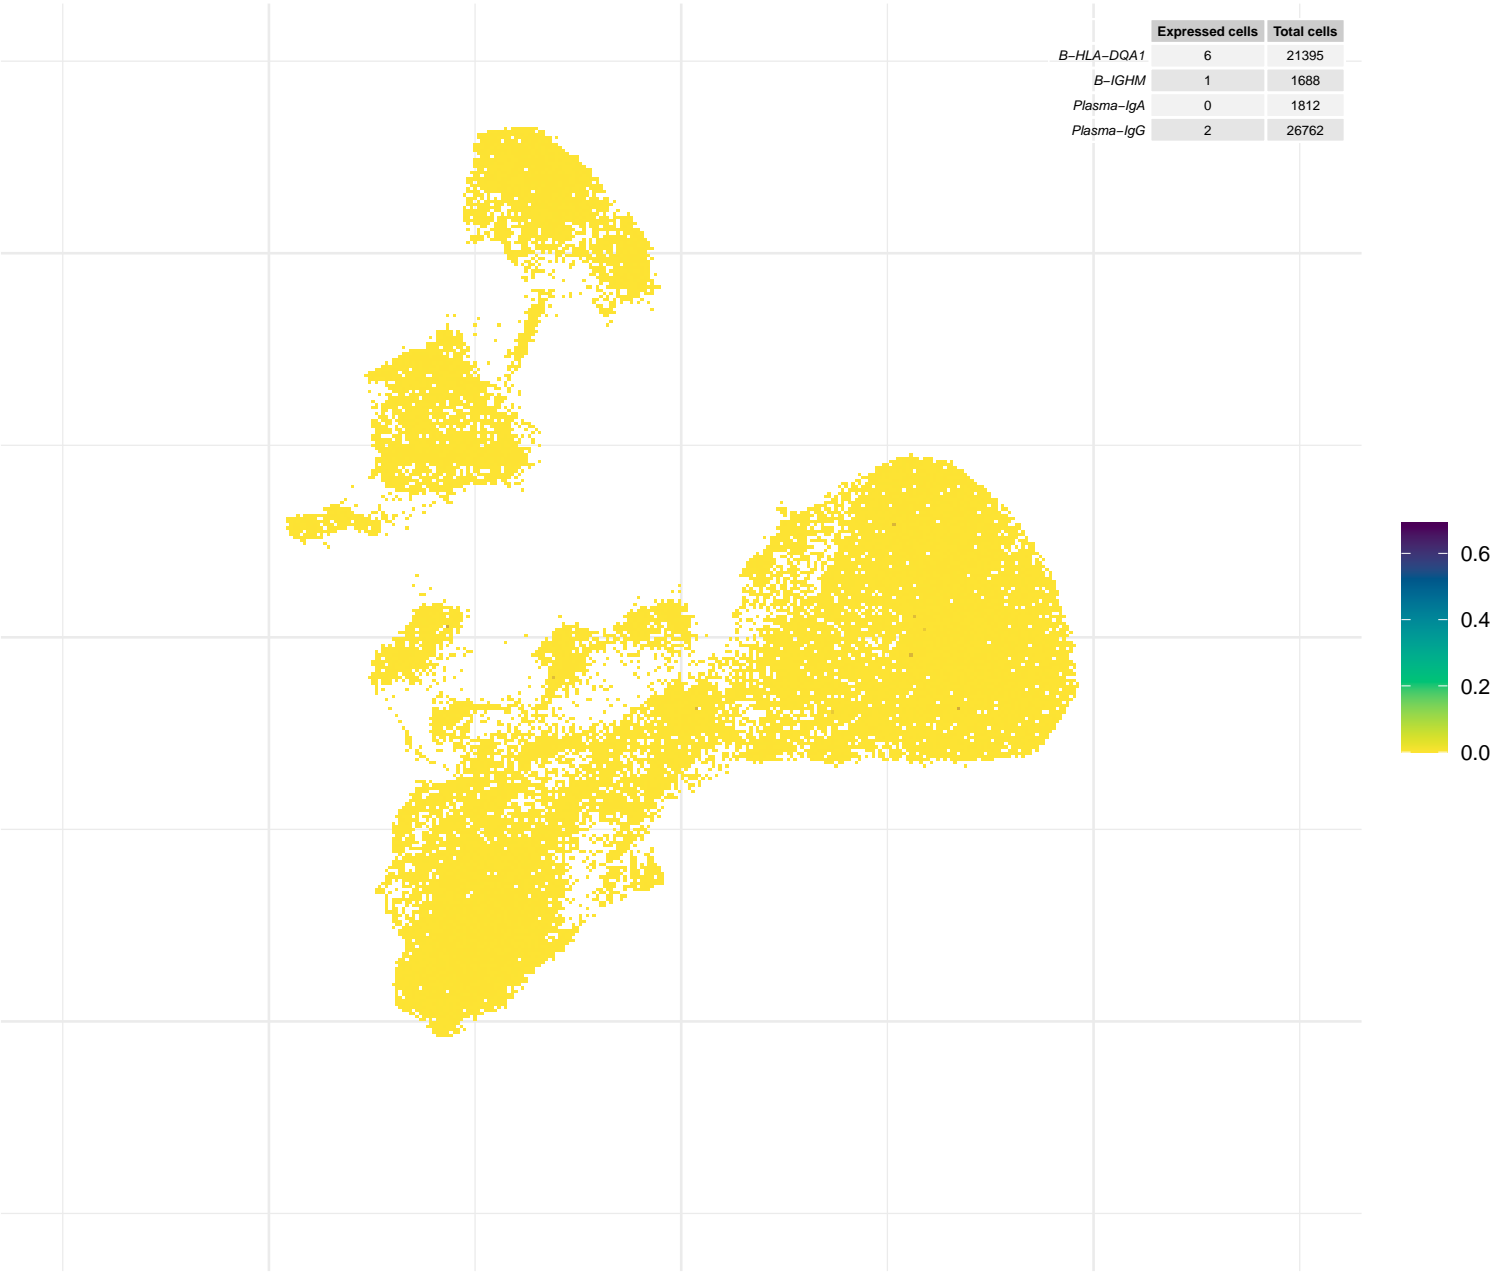 Expressed cells Total cells
B−HLA−DQA1 6 21395
B−IGHM 1 1688
Plasma−IgA 0 1812
Plasma−IgG 2 26762
0.6
0.4
0.2
0.0